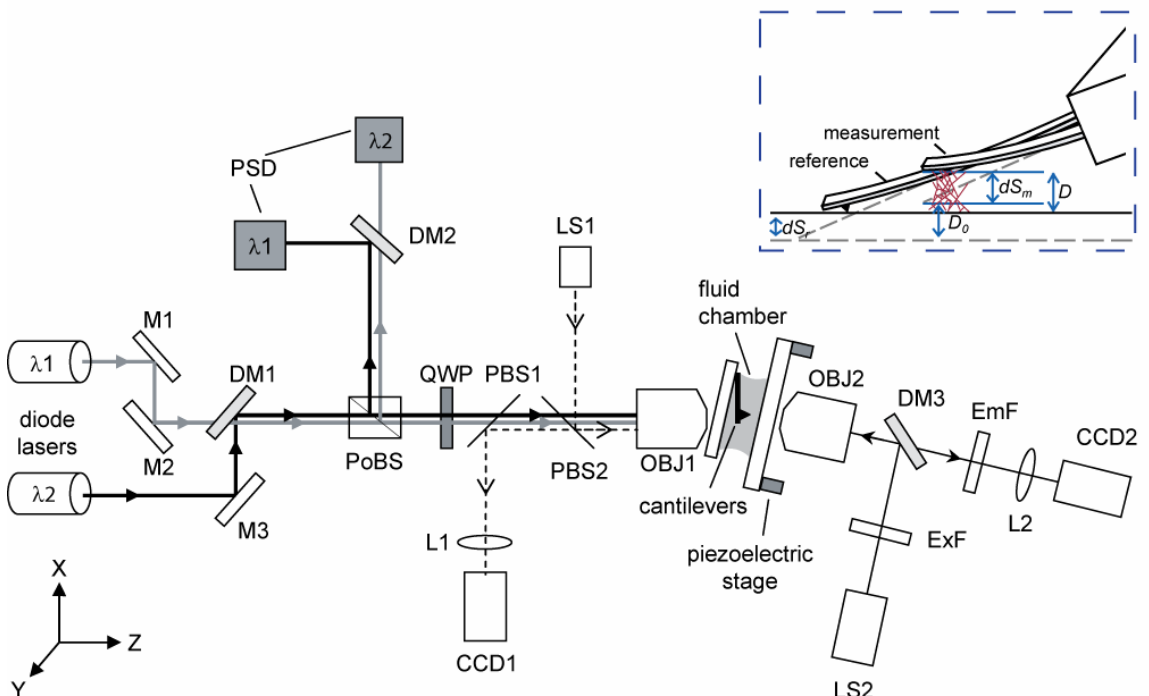 measurement
reference
dSm
D
dSr
D0
λ2
PSD
λ1
DM2
LS1
fluid
chamber
M1
λ1
DM1
QWP
PBS1
OBJ2
DM3
EmF
CCD2
diode
lasers
M2
PoBS
PBS2
OBJ1
λ2
M3
cantilevers
L2
L1
piezoelectric
stage
ExF
X
Z
Y
CCD1
LS2